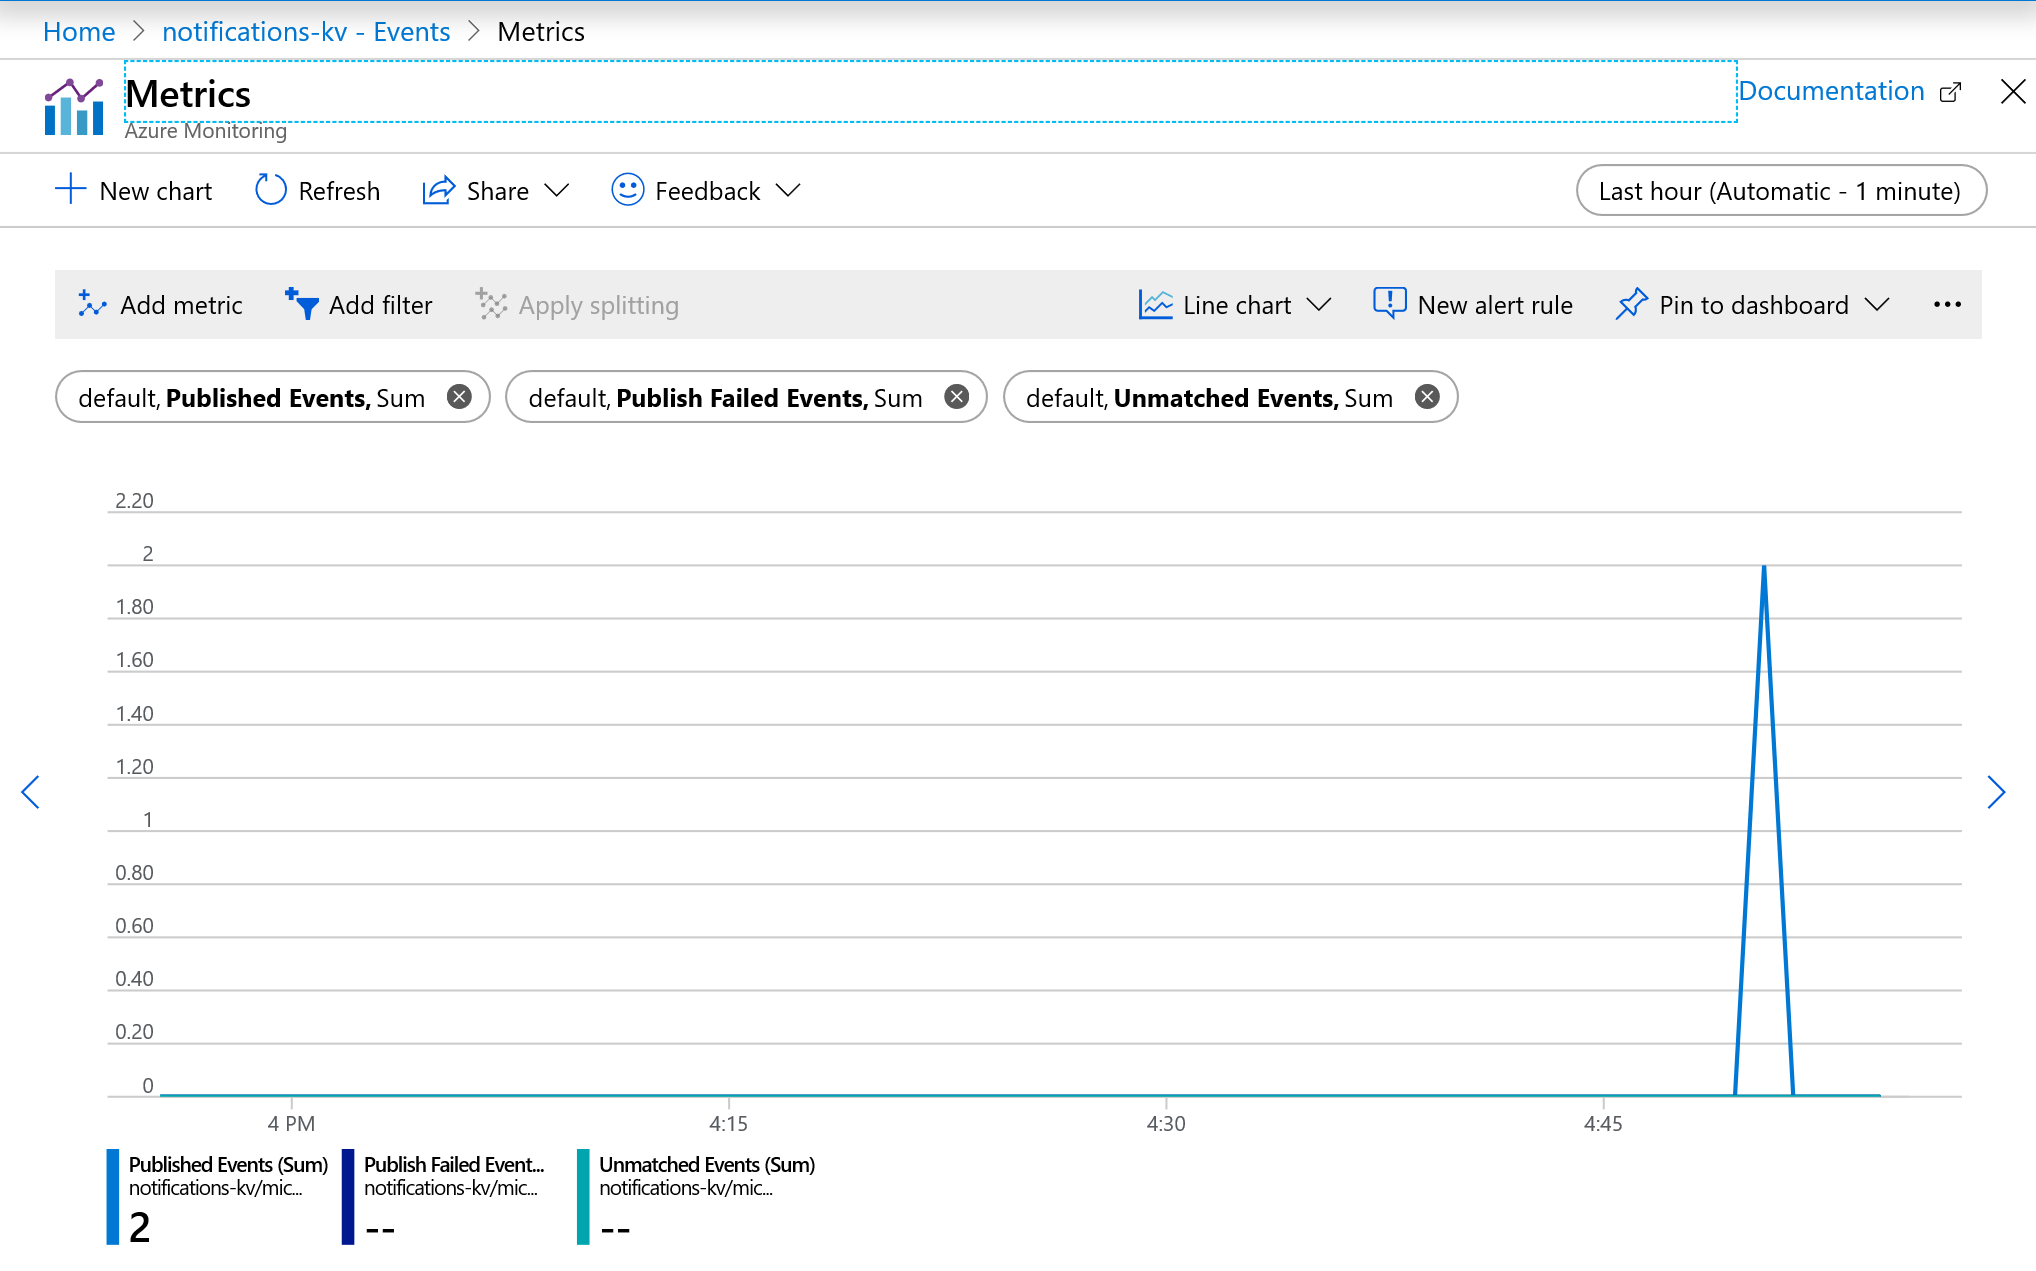 Home > notifications-kv - Events > Metrics
Metrics
Documentation
Azure Monitoring
New chart Refresh Share Feedback Last hour (Automatic - 1 minute)
Add metric Add filter Apply splitting Line chart New alert rule Pin to dashboard ...
default, Published Events, Sum default, Publish Failed Events, Sum default, Unmatched Events, Sum
2.20
2
1.80
1.60
1.40
1.20
1
0.80
0.60
0.40
0.20
0
4 PM 4:15 4:30 4:45
Published Events (Sum) Publish Failed Event... Unmatched Events (Sum)
notifications-kv/mic... notifications-kv/mic... notifications-kv/mic...
2 -- --